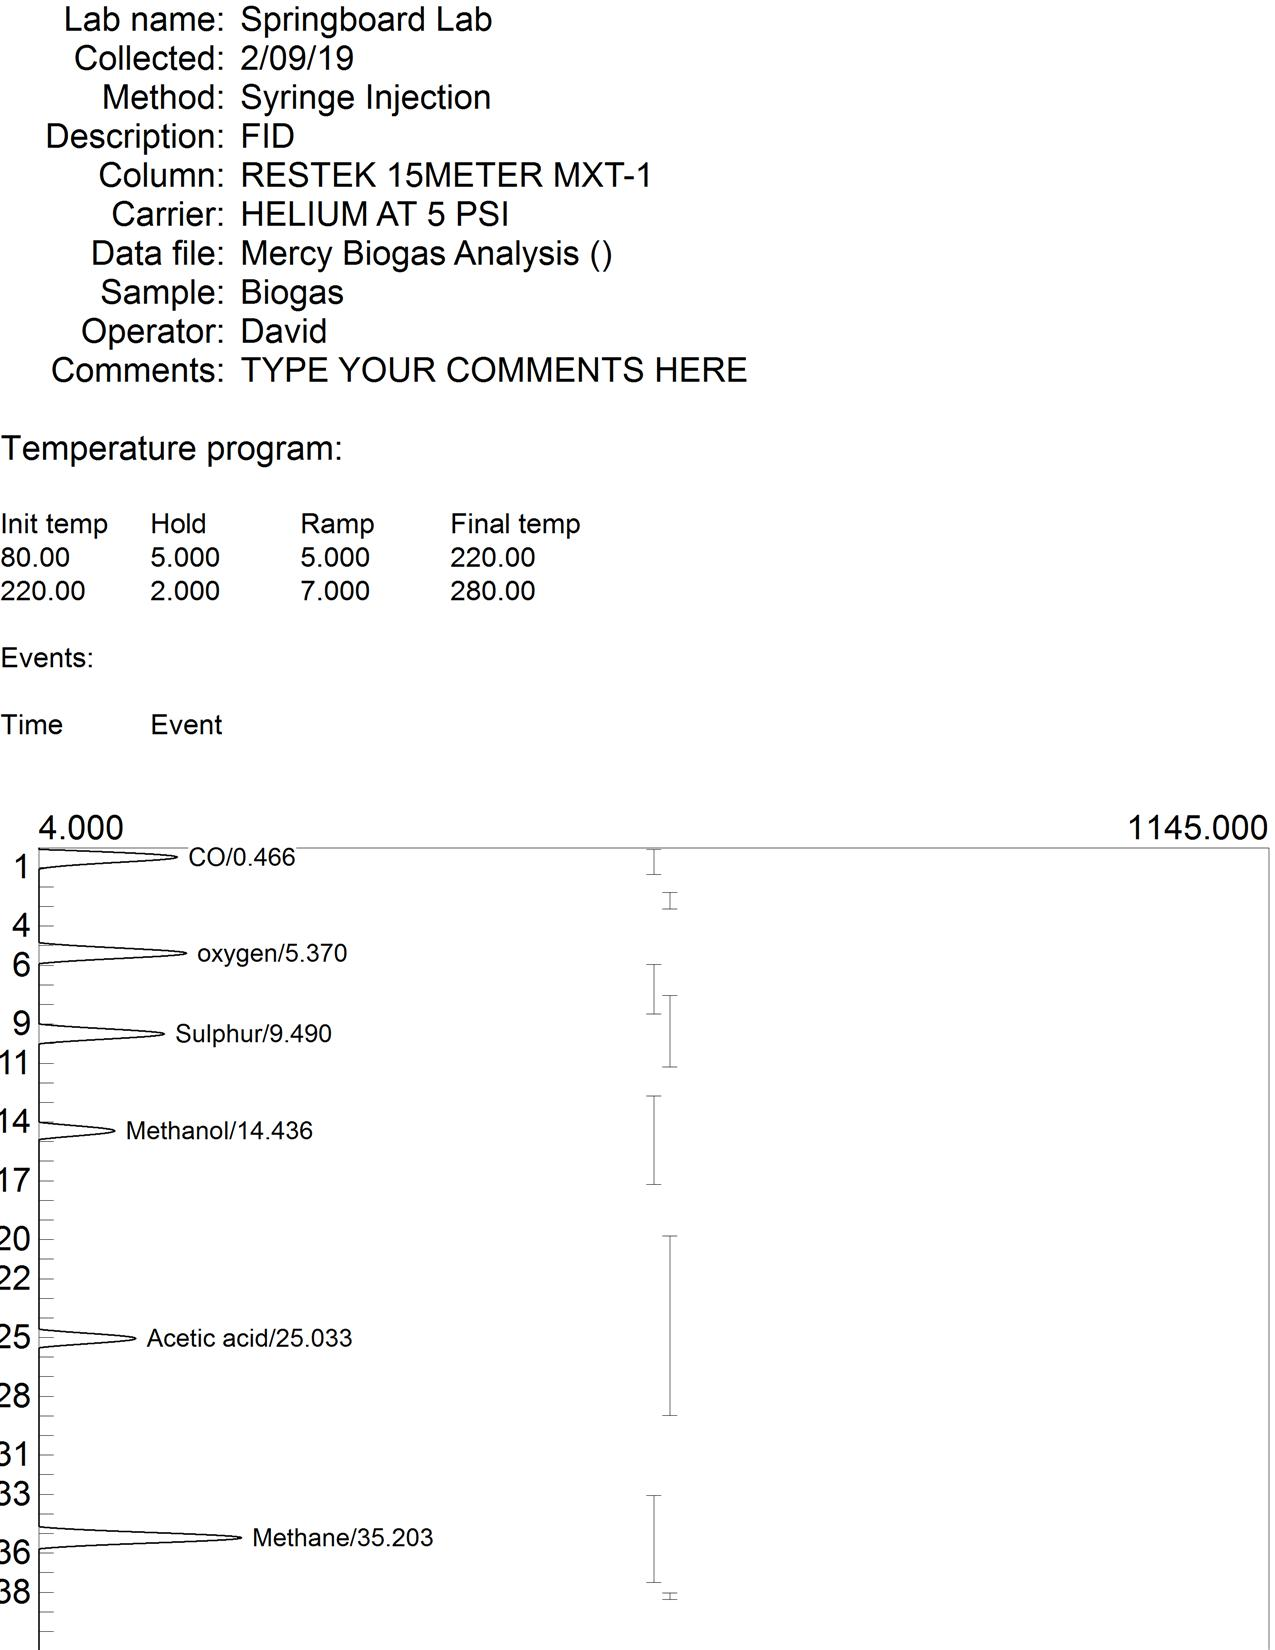 Lab name: Springboard Lab
Collected: 2/09/19
Method: Syringe Injection
Description: FID
Column: RESTEK 15METER MXT-1
Carrier: HELIUM AT 5 PSI
Data file: Mercy Biogas Analysis ()
Sample: Biogas
Operator: David
Comments: TYPE YOUR COMMENTS HERE
Temperature program:
Init temp Hold Ramp Final temp
80.00 5.000 5.000 220.00
220.00 2.000 7.000 280.00
Events:
Time Event
4.000 1145.000
CO/0.466
1
4
oxygen/5.370
6
9
Sulphur/9.490
11
14
Methanol/14.436
17
20
22
25
Acetic acid/25.033
28
31
33
Methane/35.203
36
38